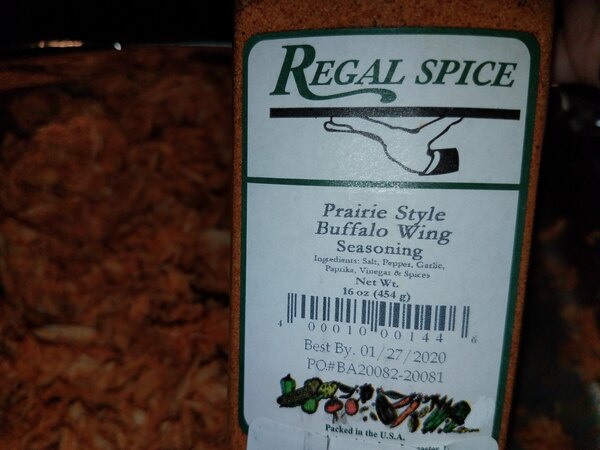 REGAL SPICE
Prairie Style
Buffalo Wing
Seasoning
Ingredients: Salt, Pepper, Garlic,
Paprika, Vinegar & Spices
Net Wt.
16 oz (454 g)
4 00010 00144 6
Best By. 01/27/2020
PO#BA20082-20081
Packed in the U.S.A.